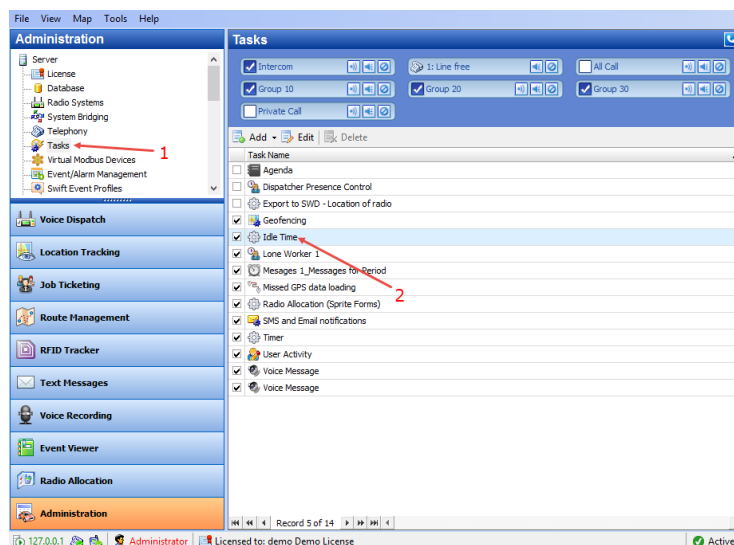 File View Map Tools Help
Administration
Tasks
Server
License
Database
Radio Systems
System Bridging
Telephony
Tasks
Virtual Modbus Devices
Event/Alarm Management
Swift Event Profiles
1
Voice Dispatch
Location Tracking
Job Ticketing
Route Management
RFID Tracker
Text Messages
Voice Recording
Event Viewer
Radio Allocation
Administration
Intercom 1: Line free All Call
Group 10 Group 20 Group 30
Private Call
Add Edit Delete
Task Name
Agenda
Dispatcher Presence Control
Export to SWD - Location of radio
Geofencing
Idle Time
Lone Worker 1
Mesages 1_Messages for Period
Missed GPS data loading
2
Radio Allocation (Sprite Forms)
SMS and Email notifications
Timer
User Activity
Voice Message
Voice Message
Record 5 of 14
127.0.0.1 Administrator Licensed to: demo Demo License Active